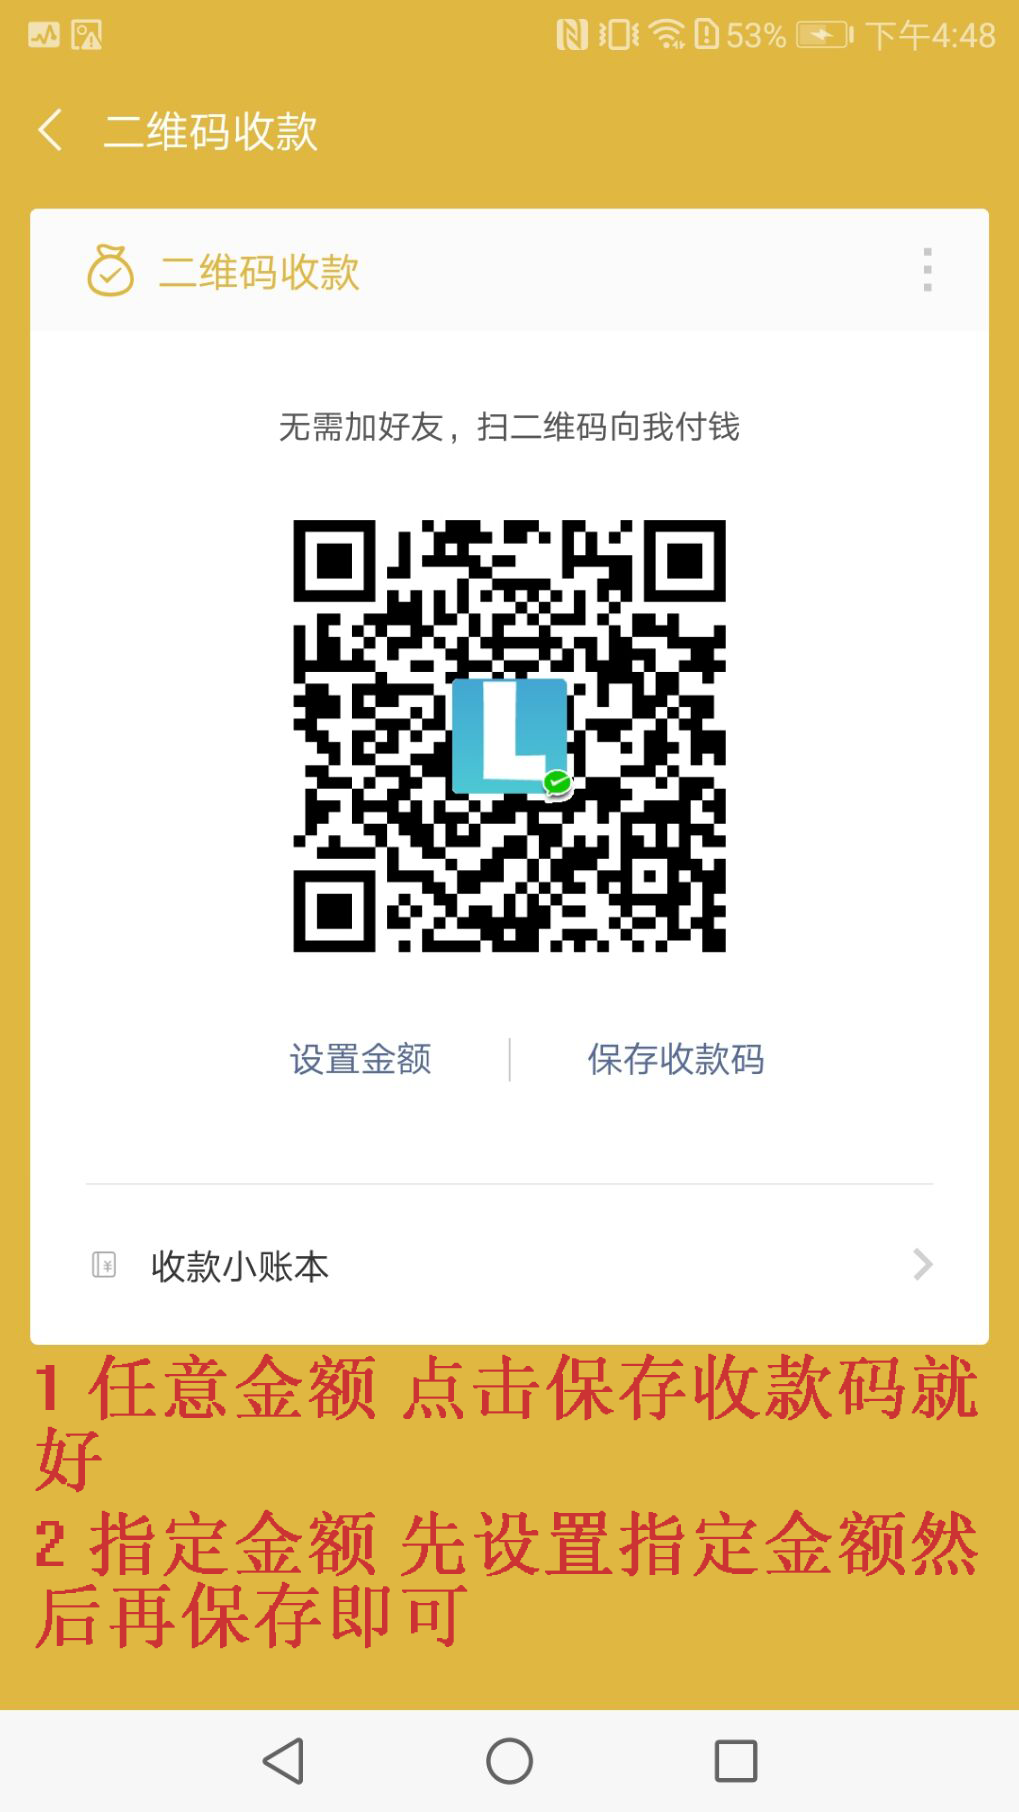 53% 下午4:48
二维码收款
二维码收款
无需加好友，扫二维码向我付钱
L
设置金额
保存收款码
收款小账本
1 任意金额 点击保存收款码就
好
2 指定金额 先设置指定金额然
后再保存即可